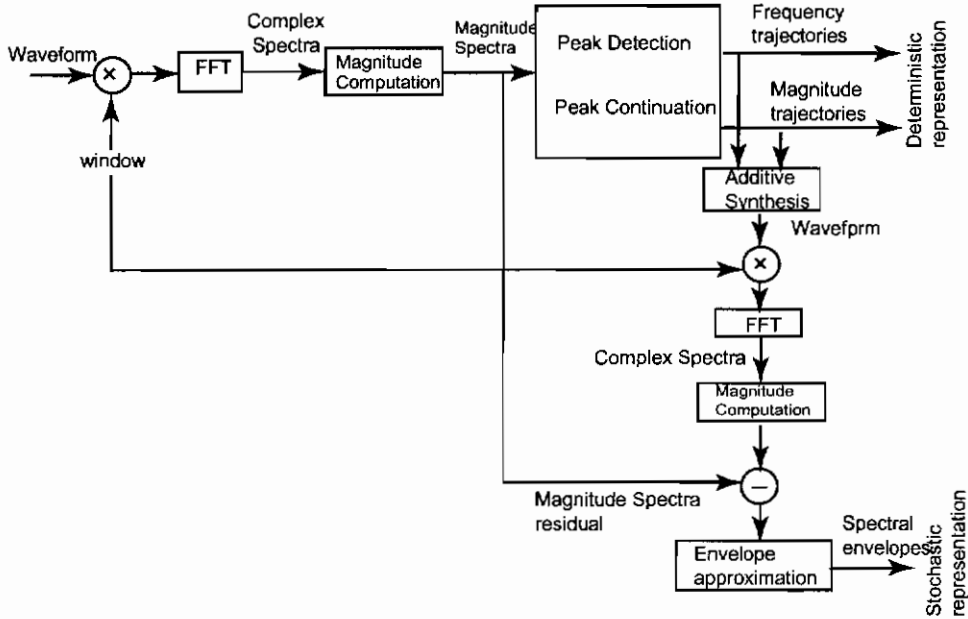 Waveform
×
window
FFT
Complex
Spectra
Magnitude
Computation
Magnitude
Spectra
Peak Detection
Peak Continuation
Frequency
trajectories
Magnitude
trajectories
Deterministic
representation
Additive
Synthesis
Wavefprm
×
FFT
Complex Spectra
Magnitude
Computation
−
Magnitude Spectra
residual
Envelope
approximation
Spectral
envelopes
Stochastic
representation